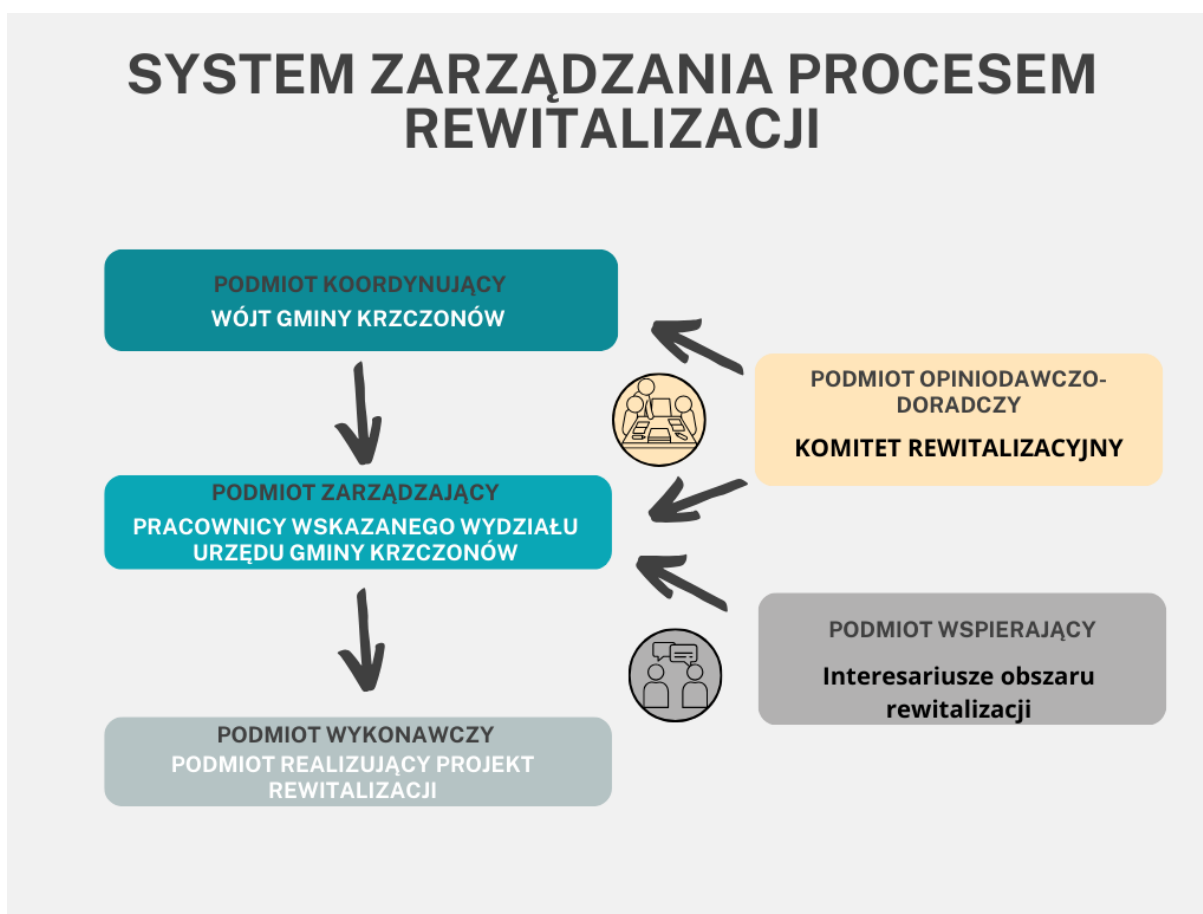 SYSTEM ZARZĄDZANIA PROCESEM
REWITALIZACJI
PODMIOT KOORDYNUJĄCY
WÓJT GMINY KRZCZONÓW
PODMIOT OPINIODAWCZO-
DORADCZY
KOMITET REWITALIZACYJNY
PODMIOT ZARZĄDZAJĄCY
PRACOWNICY WSKAZANEGO WYDZIAŁU
URZĘDU GMINY KRZCZONÓW
PODMIOT WSPIERAJĄCY
Interesariusze obszaru
rewitalizacji
PODMIOT WYKONAWCZY
PODMIOT REALIZUJĄCY PROJEKT
REWITALIZACJI